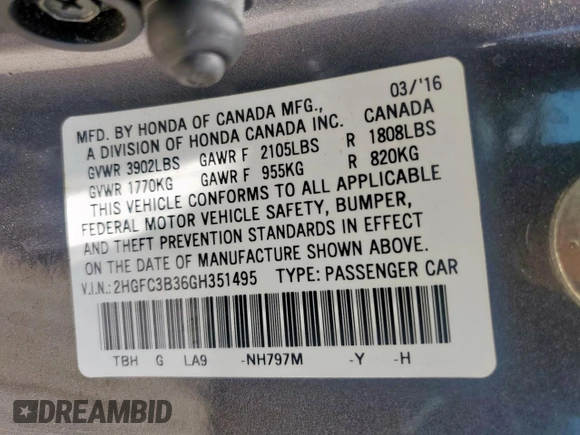 03/'16
MFD. BY HONDA OF CANADA MFG., CANADA
A DIVISION OF HONDA CANADA INC.
GVWR 3902LBS GAWR F 2105LBS R 1808LBS
GVWR 1770KG GAWR F 955KG R 820KG
THIS VEHICLE CONFORMS TO ALL APPLICABLE
FEDERAL MOTOR VEHICLE SAFETY, BUMPER,
AND THEFT PREVENTION STANDARDS IN EFFECT
ON THE DATE OF MANUFACTURE SHOWN ABOVE.
V.I.N.: 2HGFC3B36GH351495 TYPE: PASSENGER CAR
TBH G LA9 -NH797M -Y -H
DREAMBID